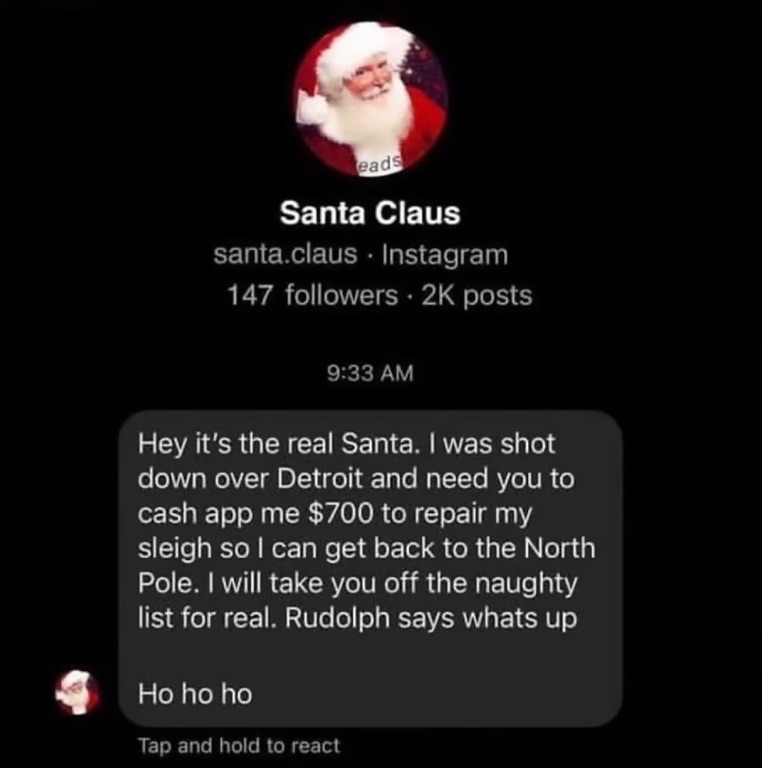 eads
Santa Claus
santa.claus · Instagram
147 followers · 2K posts
9:33 AM
Hey it's the real Santa. I was shot
down over Detroit and need you to
cash app me $700 to repair my
sleigh so I can get back to the North
Pole. I will take you off the naughty
list for real. Rudolph says whats up
Ho ho ho
Tap and hold to react